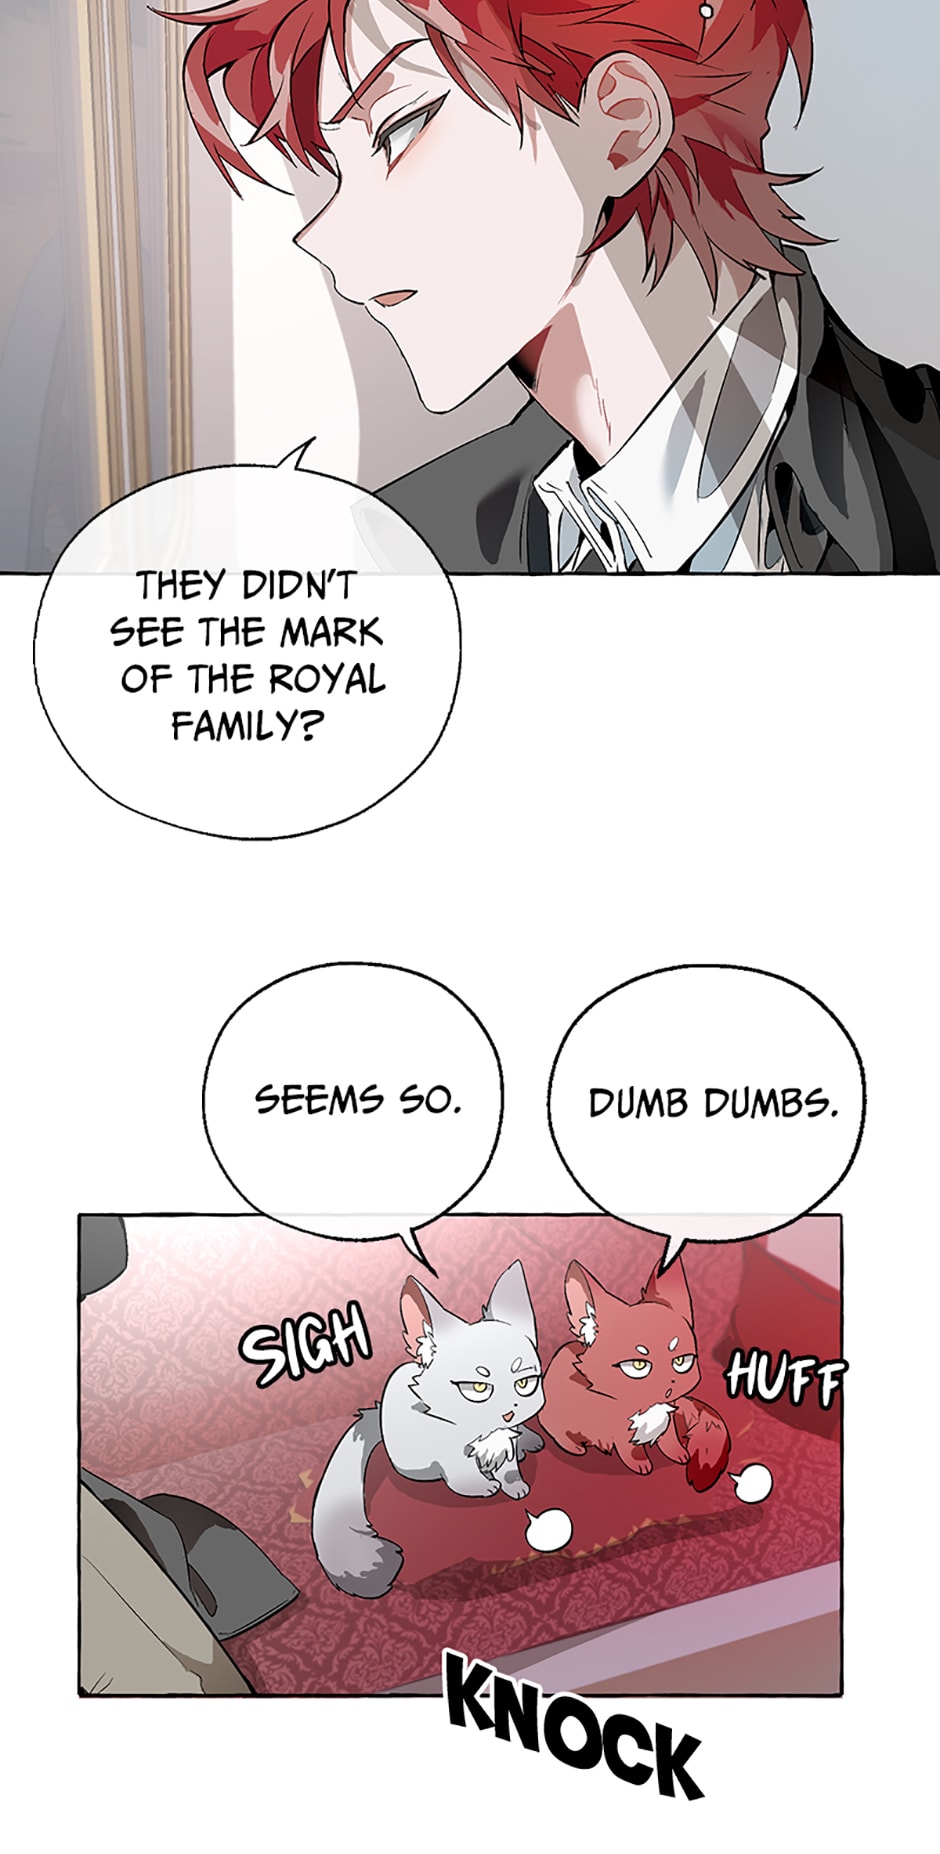 THEY DIDN'T
SEE THE MARK
OF THE ROYAL
FAMILY?
SEEMS SO.
DUMB DUMBS.
SIGH
HUFF
KNOCK